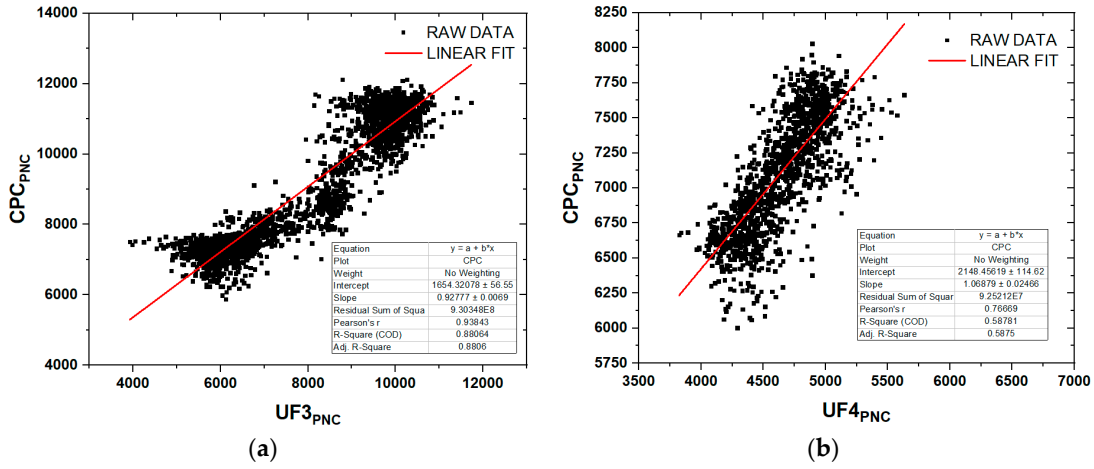 14000
12000
10000
8000
6000
4000
CPC_PNC
4000 6000 8000 10000 12000
UF3_PNC
RAW DATA
LINEAR FIT
Equation y = a + b*x
Plot CPC
Weight No Weighting
Intercept 1654.32078 ± 56.55
Slope 0.92777 ± 0.0069
Residual Sum of Squa 9.30348E8
Pearson's r 0.93843
R-Square (COD) 0.88064
Adj. R-Square 0.8806
(a)
8250
8000
7750
7500
7250
7000
6750
6500
6250
6000
5750
CPC_PNC
3500 4000 4500 5000 5500 6000 6500 7000
UF4_PNC
RAW DATA
LINEAR FIT
Equation y = a + b*x
Plot CPC
Weight No Weighting
Intercept 2148.45619 ± 114.62
Slope 1.06879 ± 0.02466
Residual Sum of Squar 9.25212E7
Pearson's r 0.76669
R-Square (COD) 0.58781
Adj. R-Square 0.5875
(b)